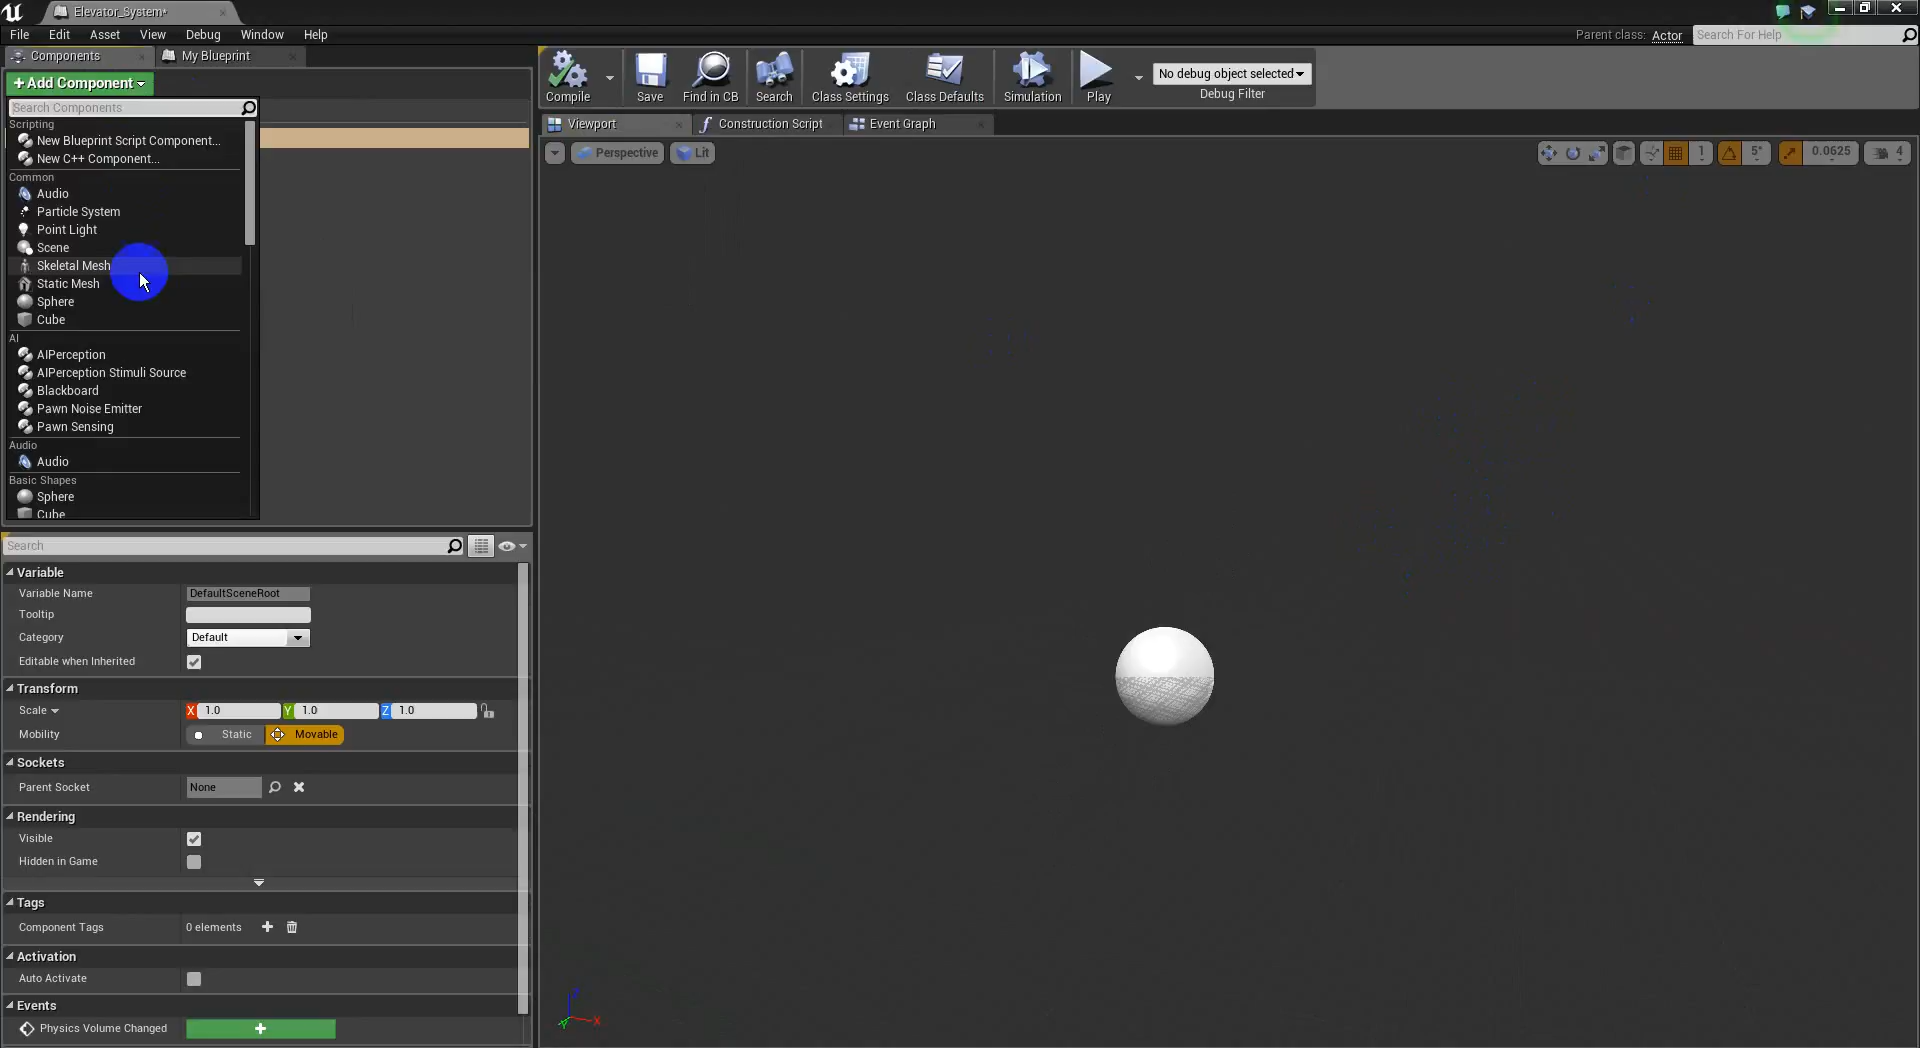 Elevator_System*
File Edit Asset View Debug Window Help
Parent class: Actor Search For Help
Components My Blueprint
+Add Component
Search Components
Scripting
New Blueprint Script Component...
New C++ Component...
Common
Audio
Particle System
Point Light
Scene
Skeletal Mesh
Static Mesh
Sphere
Cube
AI
AIPerception
AIPerception Stimuli Source
Blackboard
Pawn Noise Emitter
Pawn Sensing
Audio
Audio
Basic Shapes
Sphere
Cube
Compile Save Find in CB Search Class Settings Class Defaults Simulation Play
No debug object selected
Debug Filter
Viewport Construction Script Event Graph
Perspective Lit
1 5° 0.0625 4
Search
Variable
Variable Name DefaultSceneRoot
Tooltip
Category Default
Editable when Inherited
Transform
Scale X 1.0 Y 1.0 Z 1.0
Mobility Static Movable
Sockets
Parent Socket None
Rendering
Visible
Hidden in Game
Tags
Component Tags 0 elements
Activation
Auto Activate
Events
Physics Volume Changed +
Z
Y X